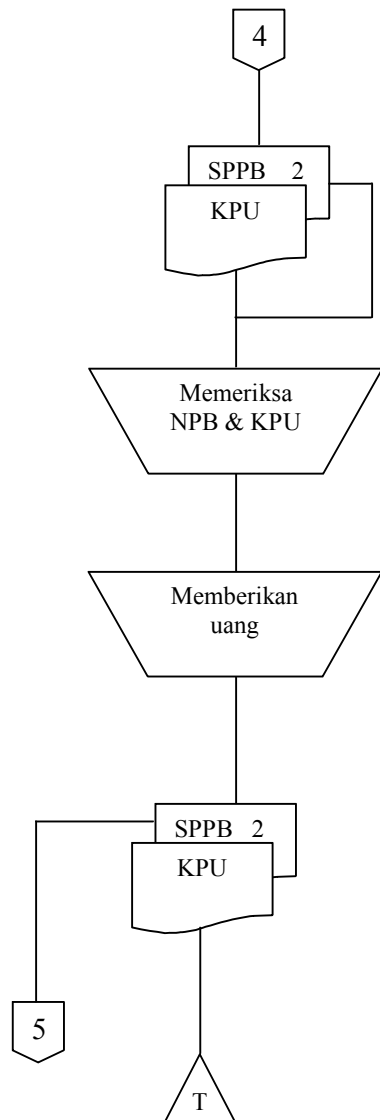 4
SPPB 2
KPU
Memeriksa
NPB & KPU
Memberikan
uang
SPPB 2
KPU
5
T